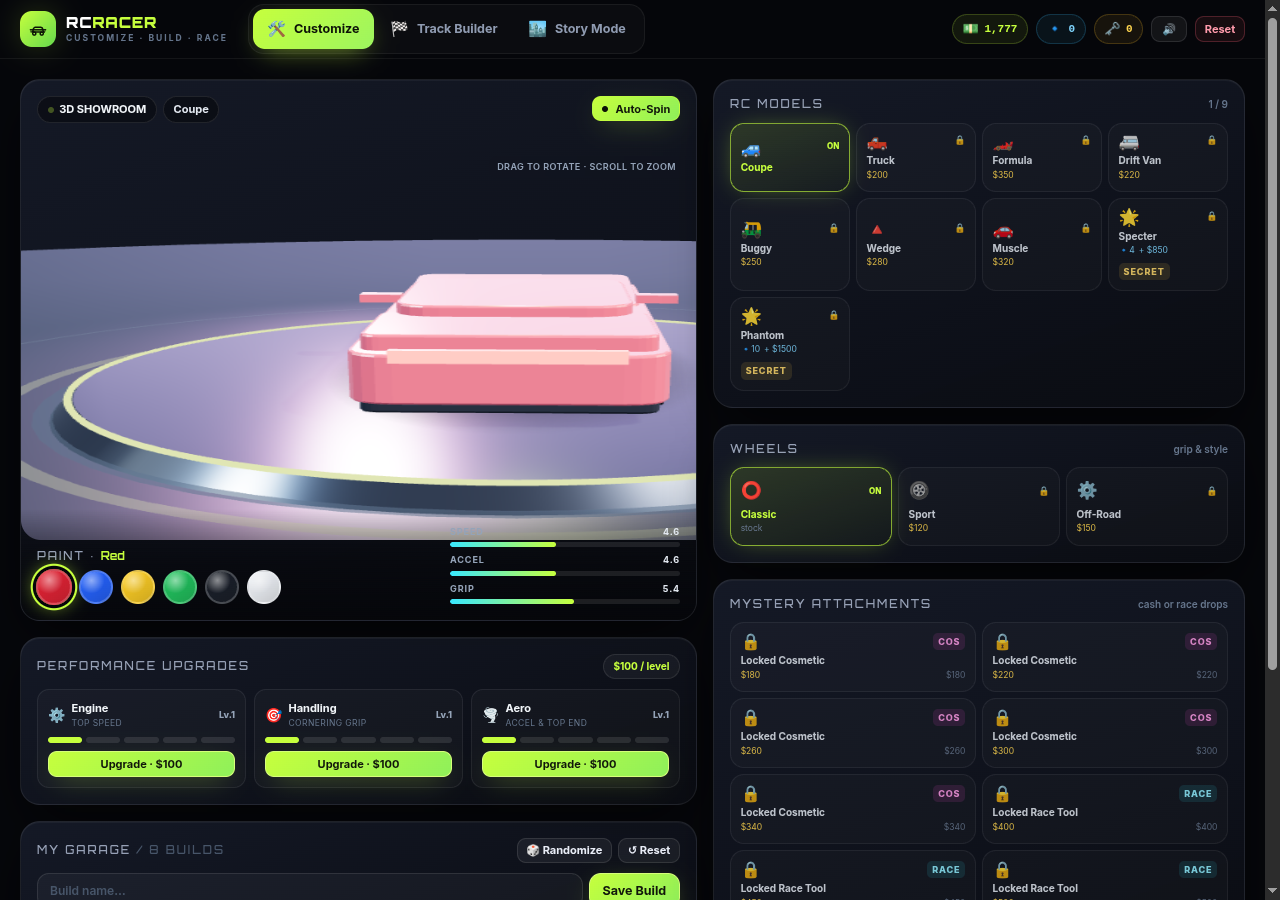 RCRACER
CUSTOMIZE · BUILD · RACE
Customize
Track Builder
Story Mode
1,777
0
0
Reset
3D SHOWROOM
Coupe
Auto-Spin
DRAG TO ROTATE · SCROLL TO ZOOM
4.6
ACCEL
4.6
GRIP
5.4
PAINT · Red
PERFORMANCE UPGRADES
$100 / level
Engine
TOP SPEED
Lv.1
Upgrade · $100
Handling
CORNERING GRIP
Lv.1
Upgrade · $100
Aero
ACCEL & TOP END
Lv.1
Upgrade · $100
MY GARAGE / 8 BUILDS
Randomize
Reset
Build name...
Save Build
RC MODELS
1 / 9
ON
Coupe
Truck
$200
Formula
$350
Drift Van
$220
Buggy
$250
Wedge
$280
Muscle
$320
Specter
4 + $850
SECRET
Phantom
10 + $1500
SECRET
WHEELS
grip & style
ON
Classic
stock
Sport
$120
Off-Road
$150
MYSTERY ATTACHMENTS
cash or race drops
COS
Locked Cosmetic
$180
$180
COS
Locked Cosmetic
$220
$220
COS
Locked Cosmetic
$260
$260
COS
Locked Cosmetic
$300
$300
COS
Locked Cosmetic
$340
$340
RACE
Locked Race Tool
$400
$400
RACE
Locked Race Tool
RACE
Locked Race Tool